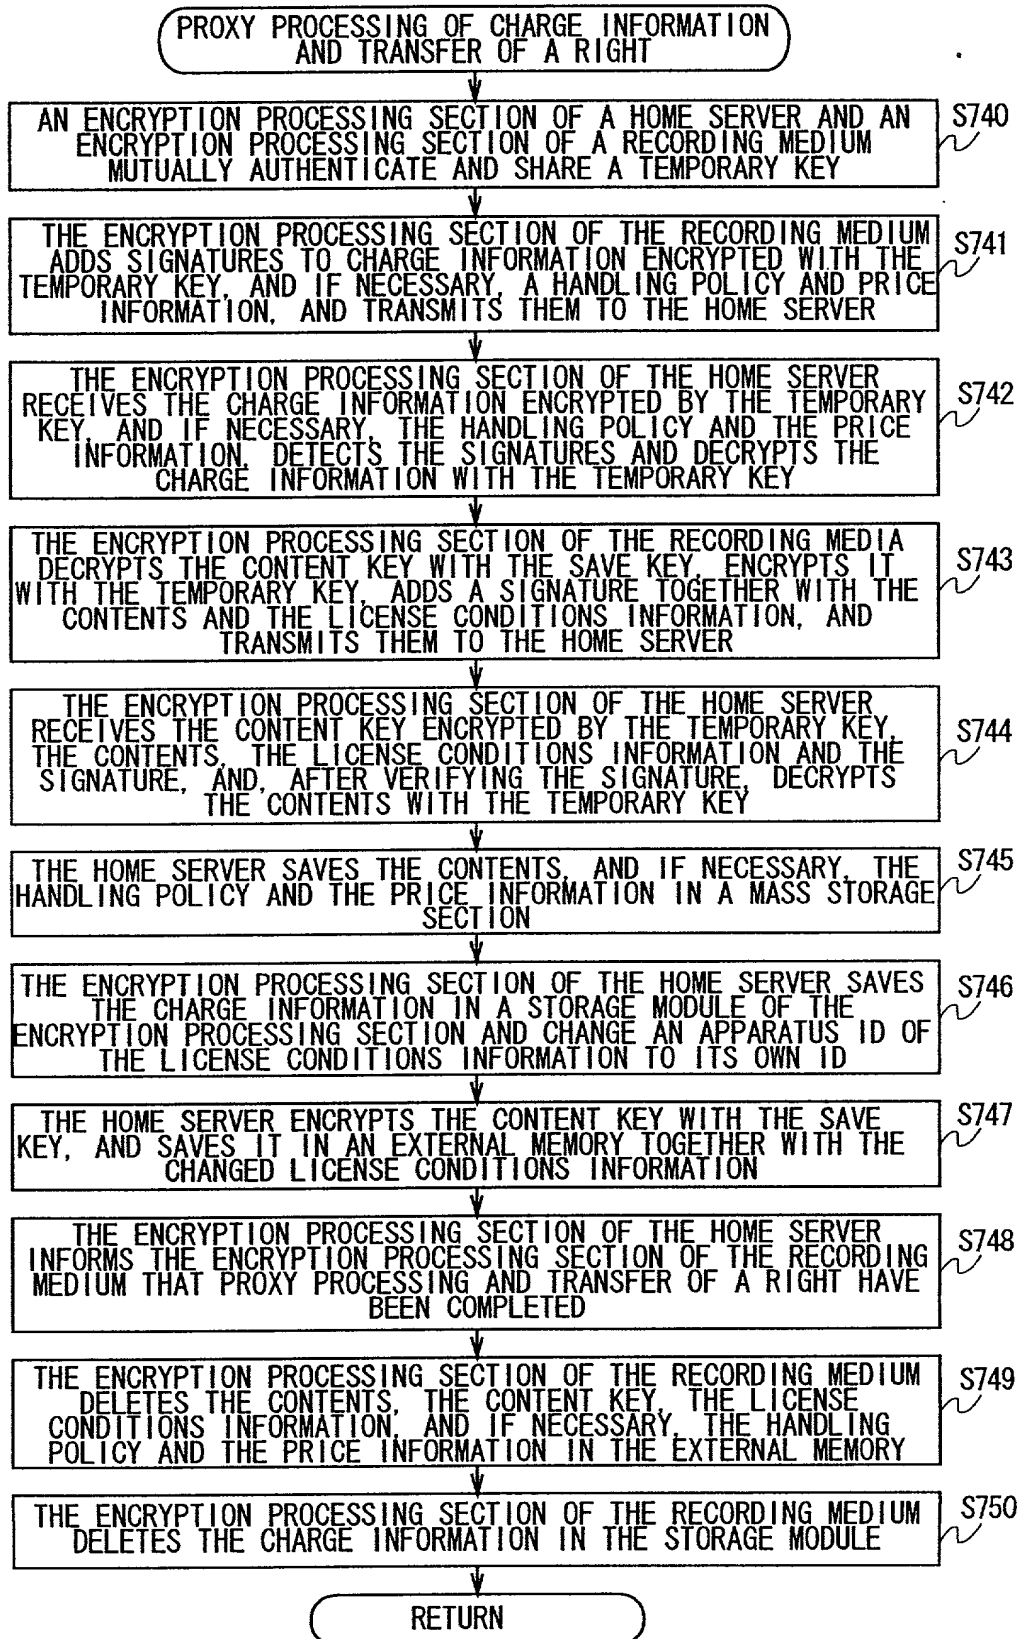 PROXY PROCESSING OF CHARGE INFORMATION
AND TRANSFER OF A RIGHT
AN ENCRYPTION PROCESSING SECTION OF A HOME SERVER AND AN
ENCRYPTION PROCESSING SECTION OF A RECORDING MEDIUM
MUTUALLY AUTHENTICATE AND SHARE A TEMPORARY KEY
S740
THE ENCRYPTION PROCESSING SECTION OF THE RECORDING MEDIUM
ADDS SIGNATURES TO CHARGE INFORMATION ENCRYPTED WITH THE
TEMPORARY KEY, AND IF NECESSARY, A HANDLING POLICY AND PRICE
INFORMATION, AND TRANSMITS THEM TO THE HOME SERVER
S741
THE ENCRYPTION PROCESSING SECTION OF THE HOME SERVER
RECEIVES THE CHARGE INFORMATION ENCRYPTED BY THE TEMPORARY
KEY, AND IF NECESSARY, THE HANDLING POLICY AND THE PRICE
INFORMATION, DETECTS THE SIGNATURES AND DECRYPTS THE
CHARGE INFORMATION WITH THE TEMPORARY KEY
S742
THE ENCRYPTION PROCESSING SECTION OF THE RECORDING MEDIA
DECRYPTS THE CONTENT KEY WITH THE SAVE KEY, ENCRYPTS IT
WITH THE TEMPORARY KEY, ADDS A SIGNATURE TOGETHER WITH THE
CONTENTS AND THE LICENSE CONDITIONS INFORMATION, AND
TRANSMITS THEM TO THE HOME SERVER
S743
THE ENCRYPTION PROCESSING SECTION OF THE HOME SERVER
RECEIVES THE CONTENT KEY ENCRYPTED BY THE TEMPORARY KEY,
THE CONTENTS, THE LICENSE CONDITIONS INFORMATION AND THE
SIGNATURE, AND, AFTER VERIFYING THE SIGNATURE, DECRYPTS
THE CONTENTS WITH THE TEMPORARY KEY
S744
THE HOME SERVER SAVES THE CONTENTS, AND IF NECESSARY, THE
HANDLING POLICY AND THE PRICE INFORMATION IN A MASS STORAGE
SECTION
S745
THE ENCRYPTION PROCESSING SECTION OF THE HOME SERVER SAVES
THE CHARGE INFORMATION IN A STORAGE MODULE OF THE
ENCRYPTION PROCESSING SECTION AND CHANGE AN APPARATUS ID OF
THE LICENSE CONDITIONS INFORMATION TO ITS OWN ID
S746
THE HOME SERVER ENCRYPTS THE CONTENT KEY WITH THE SAVE
KEY, AND SAVES IT IN AN EXTERNAL MEMORY TOGETHER WITH THE
CHANGED LICENSE CONDITIONS INFORMATION
S747
THE ENCRYPTION PROCESSING SECTION OF THE HOME SERVER
INFORMS THE ENCRYPTION PROCESSING SECTION OF THE RECORDING
MEDIUM THAT PROXY PROCESSING AND TRANSFER OF A RIGHT HAVE
BEEN COMPLETED
S748
THE ENCRYPTION PROCESSING SECTION OF THE RECORDING MEDIUM
DELETES THE CONTENTS, THE CONTENT KEY, THE LICENSE
CONDITIONS INFORMATION, AND IF NECESSARY, THE HANDLING
POLICY AND THE PRICE INFORMATION IN THE EXTERNAL MEMORY
S749
THE ENCRYPTION PROCESSING SECTION OF THE RECORDING MEDIUM
DELETES THE CHARGE INFORMATION IN THE STORAGE MODULE
S750
RETURN